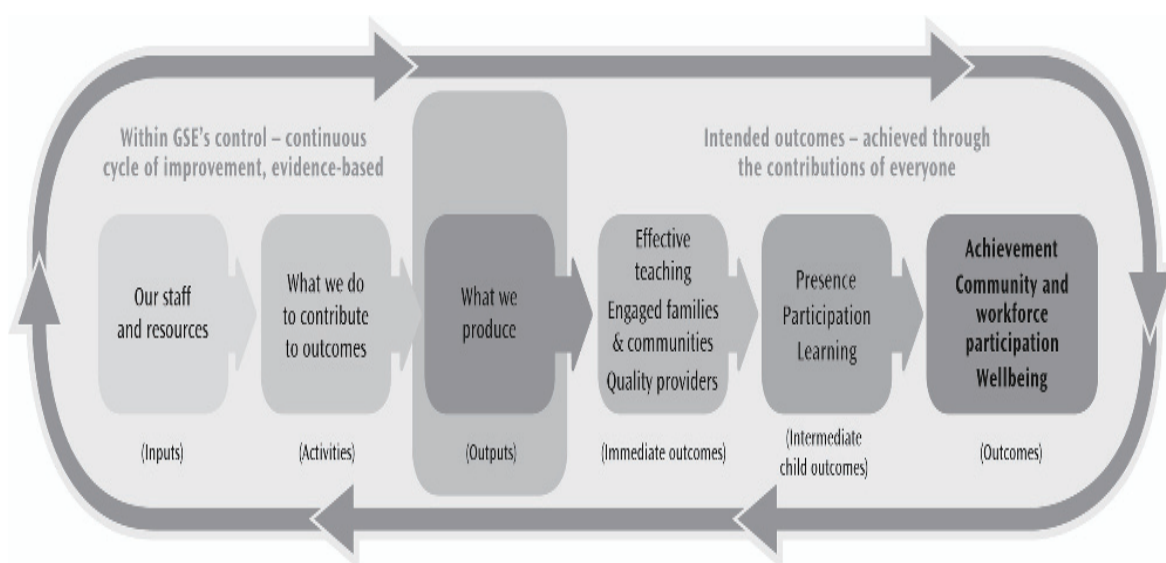 Within GSE's control – continuous
cycle of improvement, evidence-based
Intended outcomes – achieved through
the contributions of everyone
Our staff
and resources
What we do
to contribute
to outcomes
What we
produce
Effective
teaching
Engaged families
& communities
Quality providers
Presence
Participation
Learning
Achievement
Community and
workforce
participation
Wellbeing
(Inputs)
(Activities)
(Outputs)
(Immediate outcomes)
(Intermediate
child outcomes)
(Outcomes)